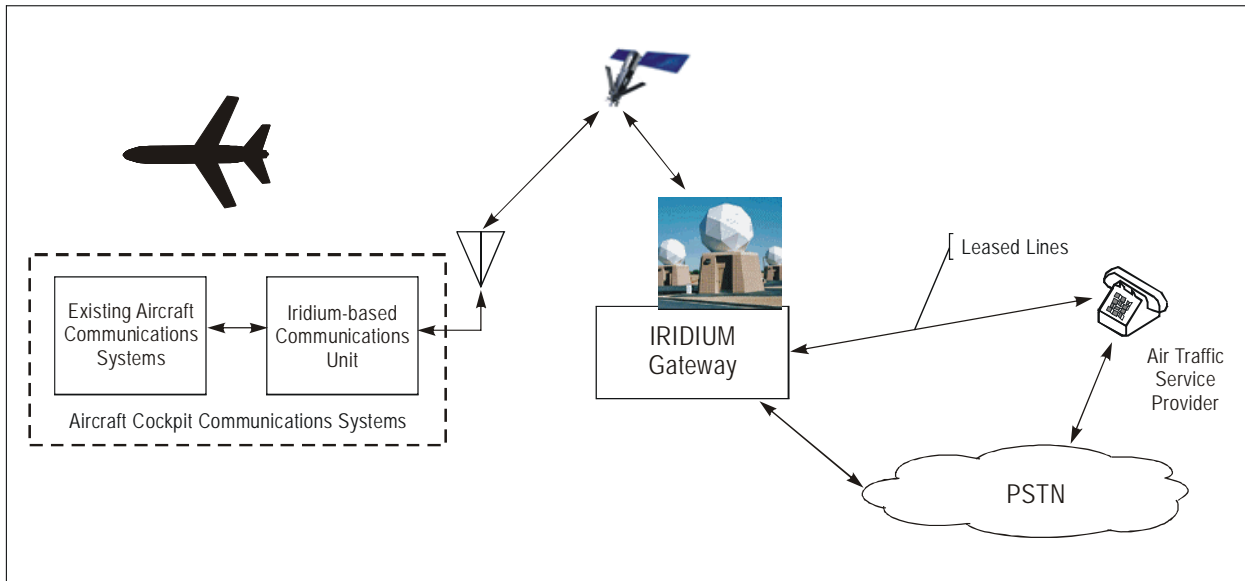 Existing Aircraft
Communications
Systems
Iridium-based
Communications
Unit
Aircraft Cockpit Communications Systems
IRIDIUM
Gateway
Leased Lines
Air Traffic
Service
Provider
PSTN